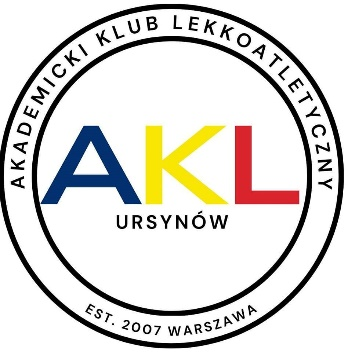 AKADEMICKI KLUB LEKKOATLETYCZNY
AKL
URSYNÓW
EST. 2007 WARSZAWA